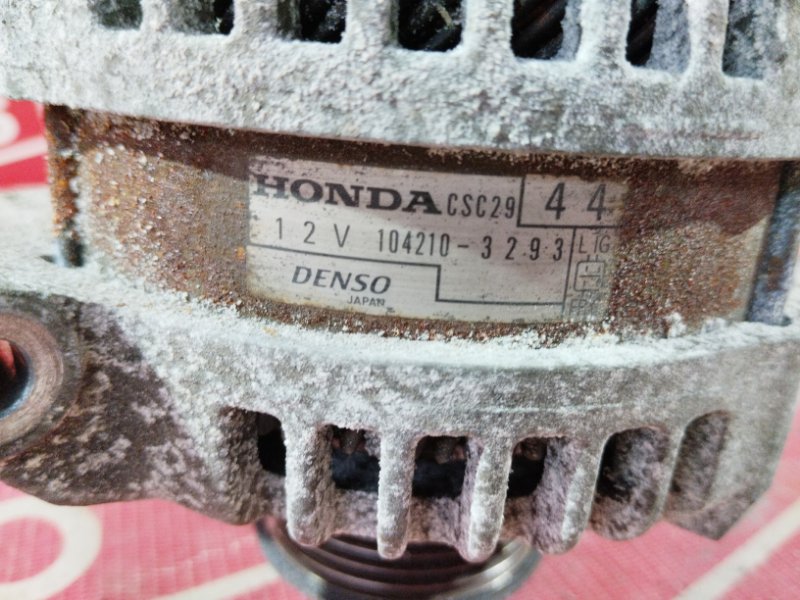 HONDA CSC29 44
12V 104210-3293 L IG
DENSO
JAPAN